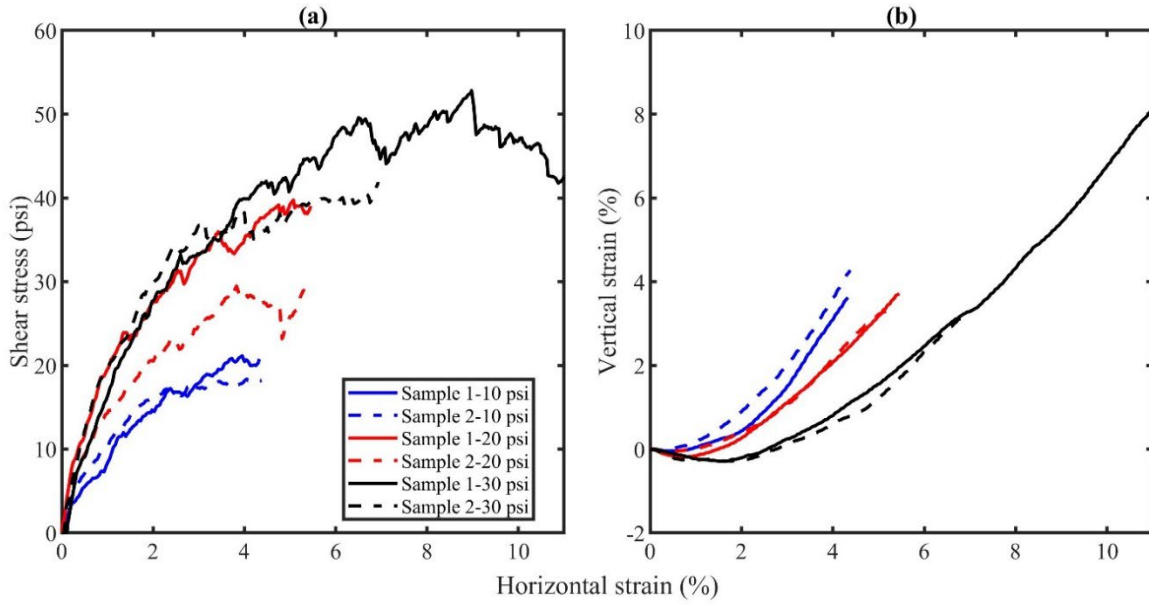 (a)
60
50
40
30
20
10
0
Shear stress (psi)
0 2 4 6 8 10
Sample 1-10 psi
Sample 2-10 psi
Sample 1-20 psi
Sample 2-20 psi
Sample 1-30 psi
Sample 2-30 psi
(b)
10
8
6
4
2
0
-2
Vertical strain (%)
0 2 4 6 8 10
Horizontal strain (%)